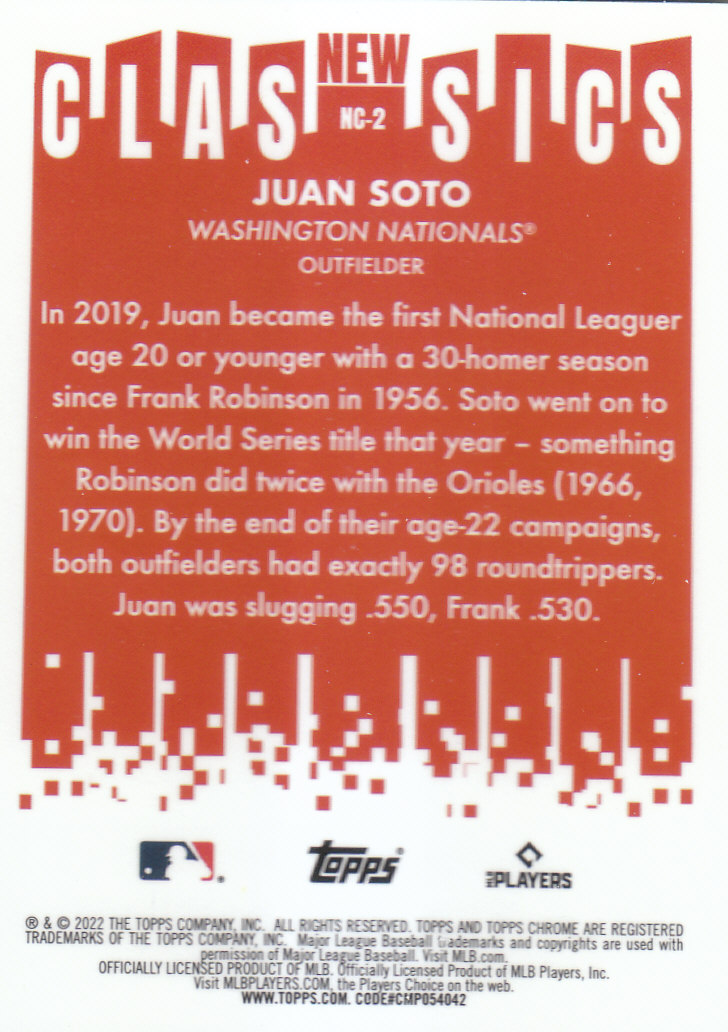 NEW
CLASSICS
NC-2
JUAN SOTO
WASHINGTON NATIONALS®
OUTFIELDER
In 2019, Juan became the first National Leaguer
age 20 or younger with a 30-homer season
since Frank Robinson in 1956. Soto went on to
win the World Series title that year – something
Robinson did twice with the Orioles (1966,
1970). By the end of their age-22 campaigns,
both outfielders had exactly 98 roundtrippers.
Juan was slugging .550, Frank .530.
Topps®
MLB PLAYERS
® & © 2022 THE TOPPS COMPANY, INC. ALL RIGHTS RESERVED. TOPPS AND TOPPS CHROME ARE REGISTERED
TRADEMARKS OF THE TOPPS COMPANY, INC. Major League Baseball trademarks and copyrights are used with
permission of Major League Baseball. Visit MLB.com.
OFFICIALLY LICENSED PRODUCT OF MLB. Officially Licensed Product of MLB Players, Inc.
Visit MLBPLAYERS.COM, the Players Choice on the web.
WWW.TOPPS.COM. CODE#CMP054042